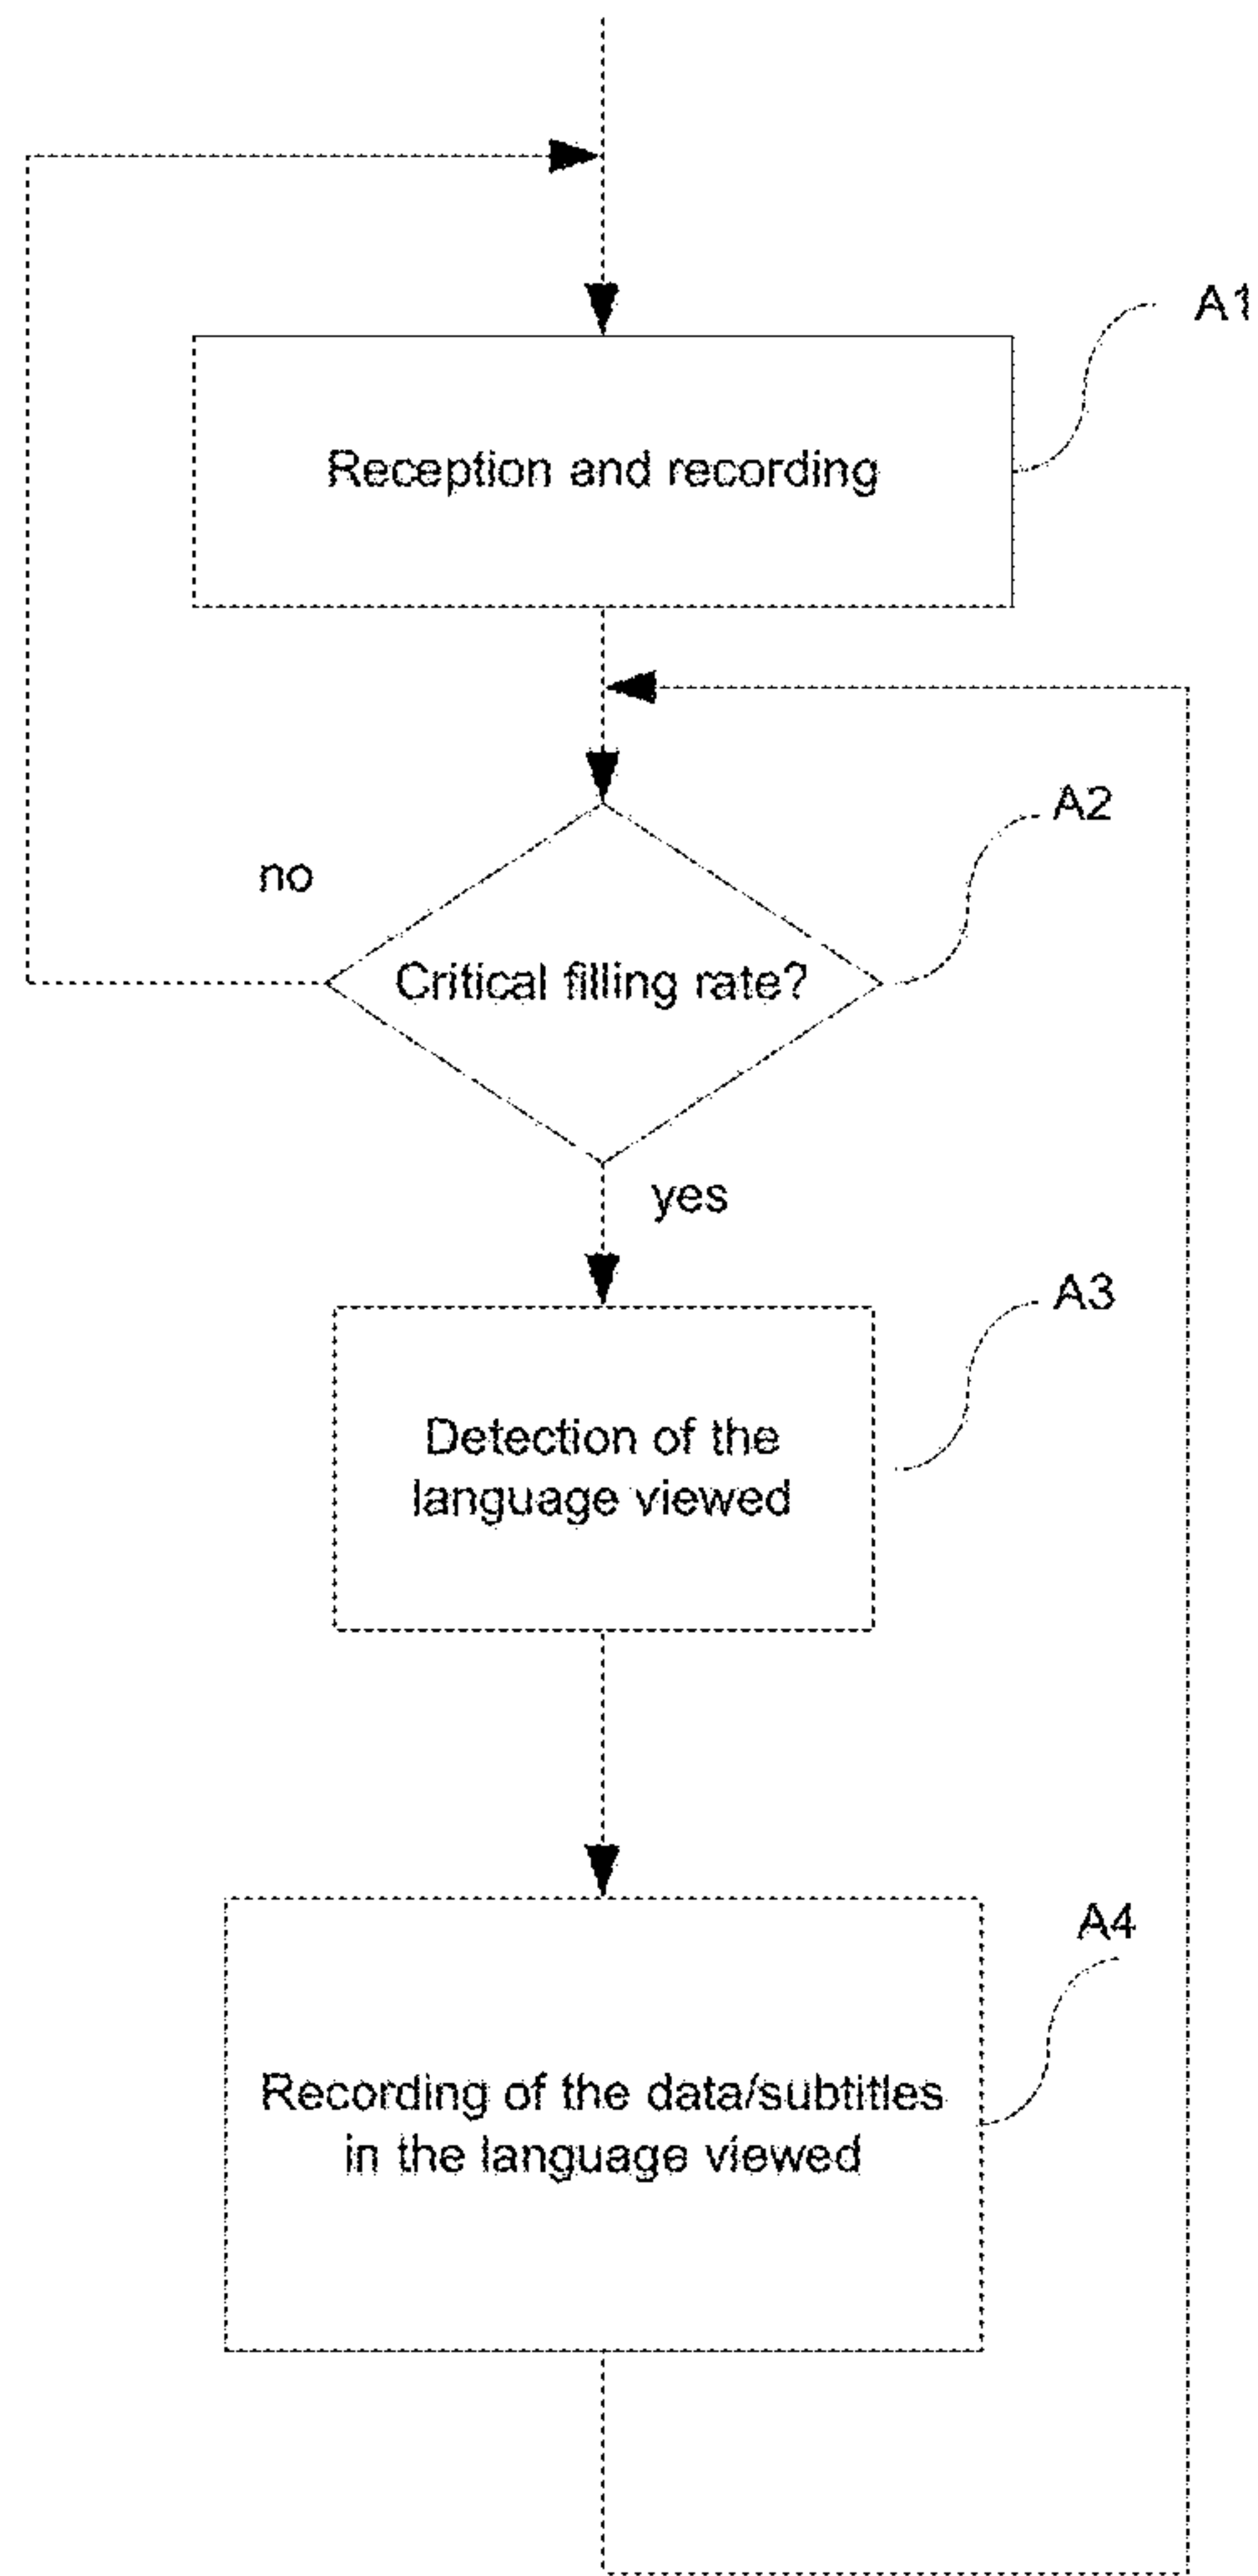 A1
Reception and recording
A2
no
Critical filling rate?
yes
A3
Detection of the
language viewed
A4
Recording of the data/subtitles
in the language viewed